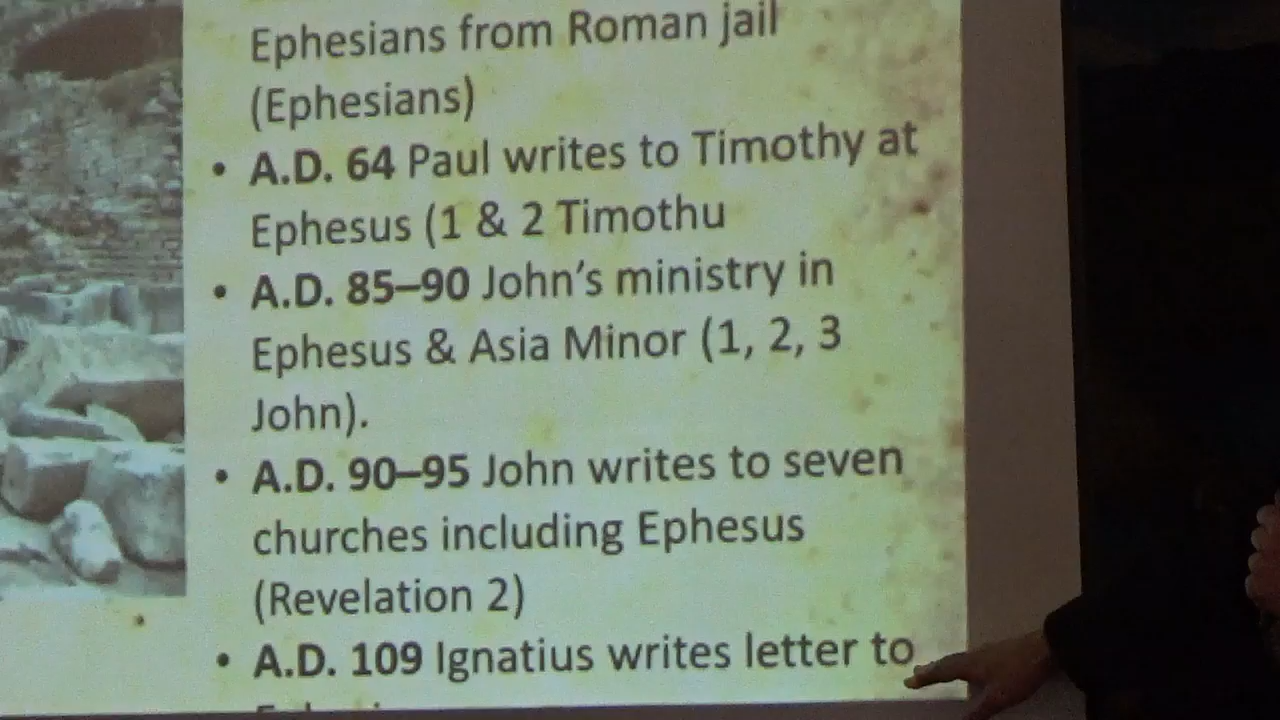 Ephesians from Roman jail
(Ephesians)
• A.D. 64 Paul writes to Timothy at
Ephesus (1 & 2 Timothu
• A.D. 85–90 John's ministry in
Ephesus & Asia Minor (1, 2, 3
John).
• A.D. 90–95 John writes to seven
churches including Ephesus
(Revelation 2)
• A.D. 109 Ignatius writes letter to